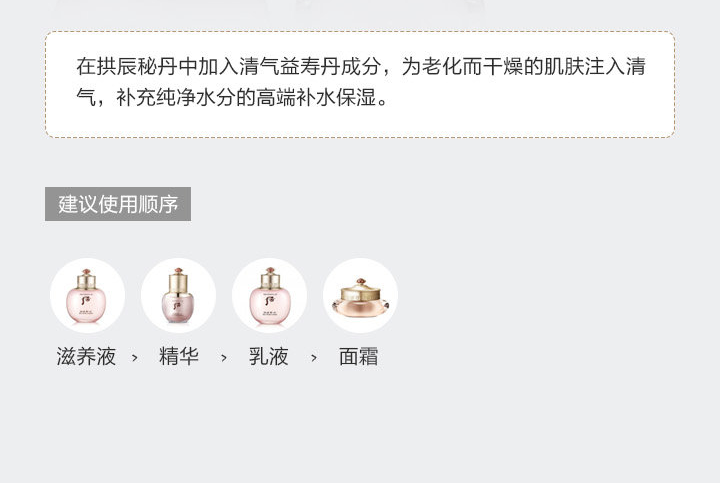 在拱辰秘丹中加入清气益寿丹成分，为老化而干燥的肌肤注入清
气，补充纯净水分的高端补水保湿。
建议使用顺序
滋养液 > 精华 > 乳液 > 面霜